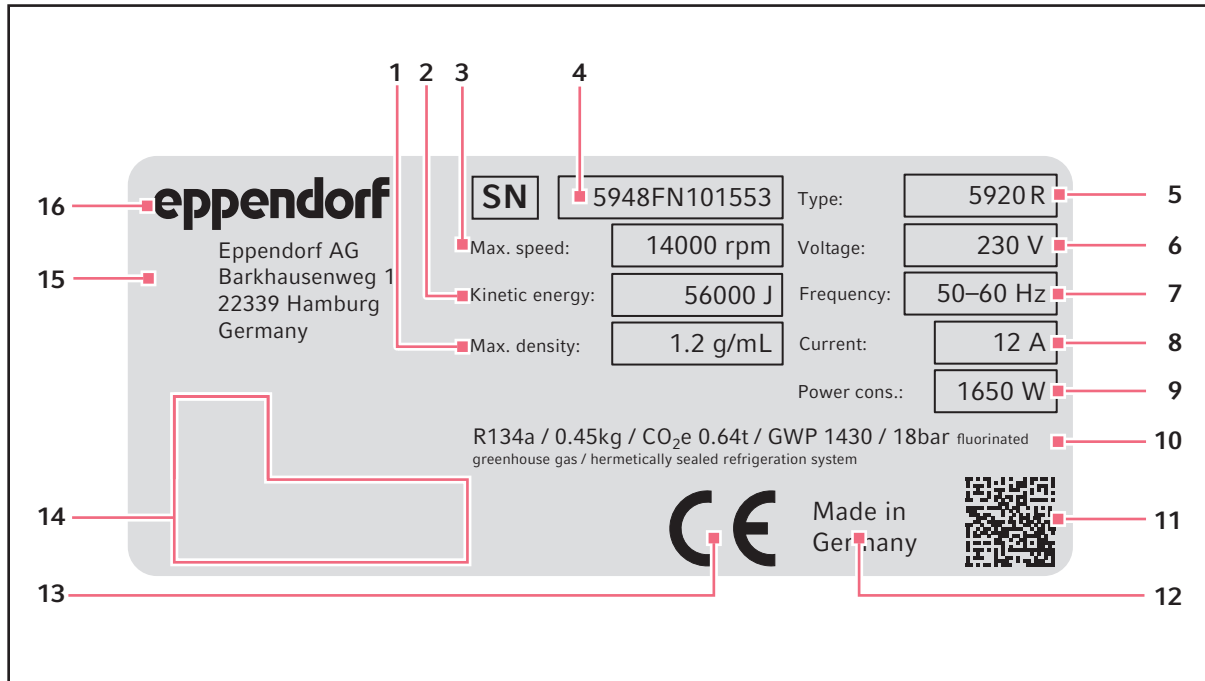 1 2 3 4
16 eppendorf SN 5948FN101553 Type: 5920 R 5
Eppendorf AG Max. speed: 14000 rpm Voltage: 230 V 6
15 Barkhausenweg 1 Kinetic energy: 56000 J Frequency: 50–60 Hz 7
22339 Hamburg
Germany Max. density: 1.2 g/mL Current: 12 A 8
Power cons.: 1650 W 9
R134a / 0.45kg / CO₂e 0.64t / GWP 1430 / 18bar fluorinated 10
greenhouse gas / hermetically sealed refrigeration system
14 CE Made in 11
Germany
13 12